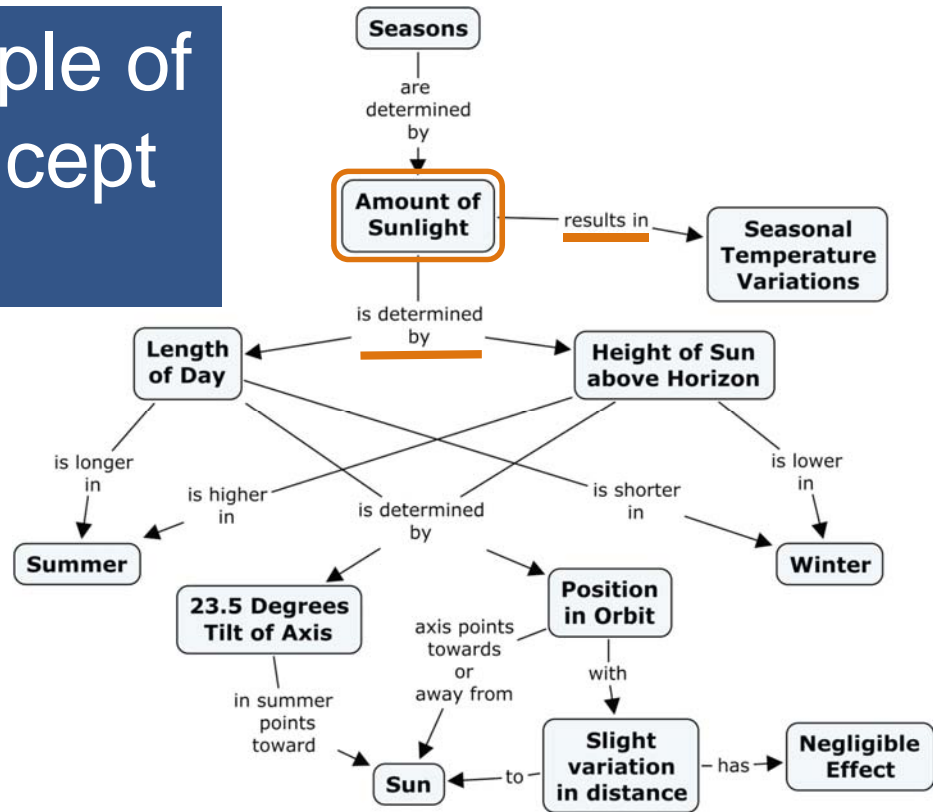 ple of
cept
Seasons
are
determined
by
Amount of
Sunlight
results in
Seasonal
Temperature
Variations
is determined
by
Length
of Day
Height of Sun
above Horizon
is longer
in
is higher
in
is determined
by
is shorter
in
is lower
in
Summer
Winter
23.5 Degrees
Tilt of Axis
Position
in Orbit
axis points
towards
or
away from
with
in summer
points
toward
Sun
to
Slight
variation
in distance
has
Negligible
Effect